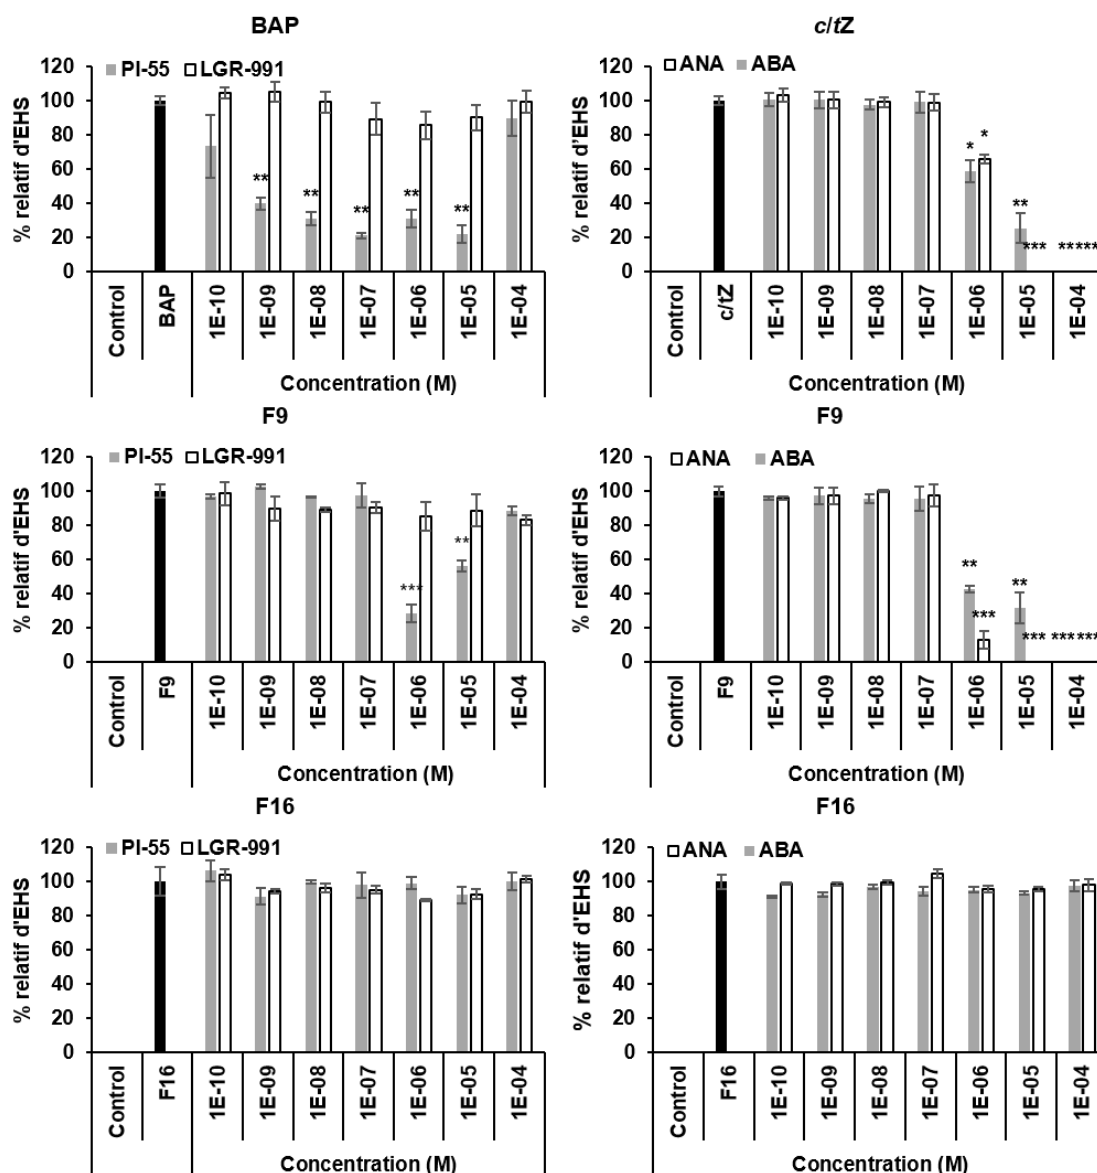 BAP
PI-55 LGR-991
120
100
80
60
40
20
0
% relatif d'EHS
** ** ** ** **
Control BAP 1E-10 1E-09 1E-08 1E-07 1E-06 1E-05 1E-04
Concentration (M)
c/tZ
ANA ABA
120
100
80
60
40
20
0
% relatif d'EHS
* * ** *** *****
Control c/tZ 1E-10 1E-09 1E-08 1E-07 1E-06 1E-05 1E-04
Concentration (M)
F9
PI-55 LGR-991
120
100
80
60
40
20
0
% relatif d'EHS
*** **
Control F9 1E-10 1E-09 1E-08 1E-07 1E-06 1E-05 1E-04
Concentration (M)
F9
ANA ABA
120
100
80
60
40
20
0
% relatif d'EHS
** *** ** *** *** ***
Control F9 1E-10 1E-09 1E-08 1E-07 1E-06 1E-05 1E-04
Concentration (M)
F16
PI-55 LGR-991
120
100
80
60
40
20
0
% relatif d'EHS
Control F16 1E-10 1E-09 1E-08 1E-07 1E-06 1E-05 1E-04
Concentration (M)
F16
ANA ABA
120
100
80
60
40
20
0
% relatif d'EHS
Control F16 1E-10 1E-09 1E-08 1E-07 1E-06 1E-05 1E-04
Concentration (M)